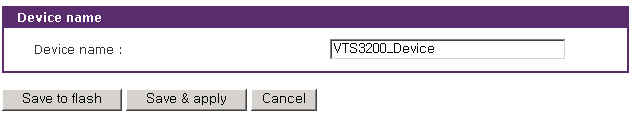 Device name
Device name : VTS3200_Device
Save to flash Save & apply Cancel